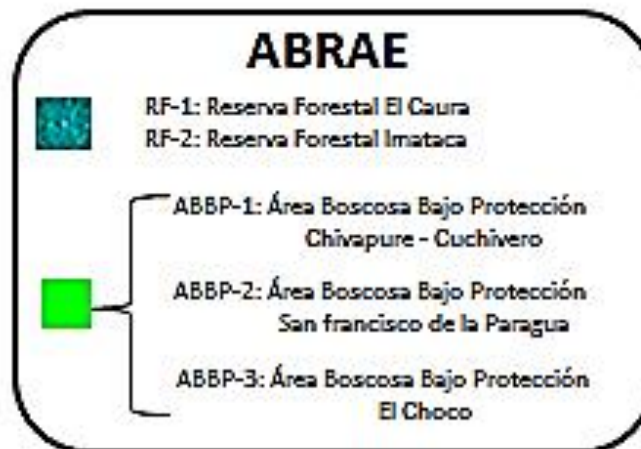 ABRAE
RF-1: Reserva Forestal El Caura
RF-2: Reserva Forestal Imataca
ABBP-1: Área Boscosa Bajo Protección
Chivapure - Cuchivero
ABBP-2: Área Boscosa Bajo Protección
San francisco de la Paragua
ABBP-3: Área Boscosa Bajo Protección
El Choco